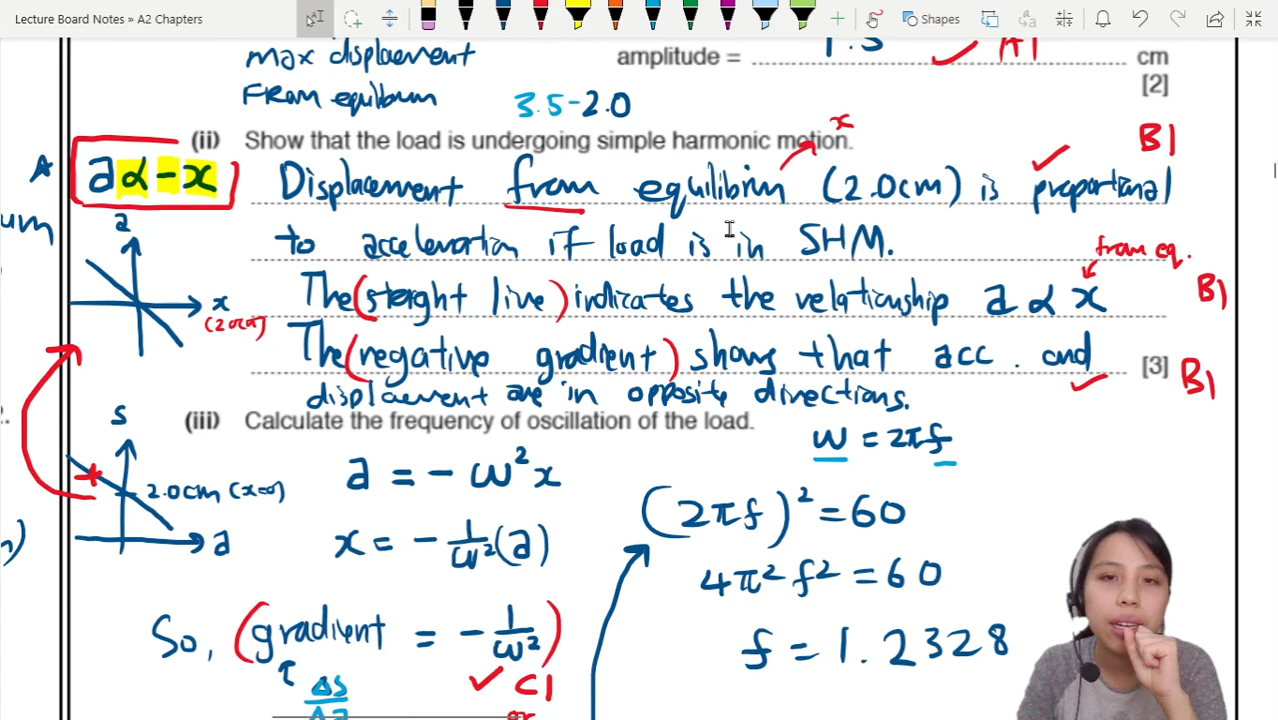 Lecture Board Notes » A2 Chapters
Shapes
max displacement
From equilibrium
3.5-2.0
amplitude = 1.5 cm
A1
[2]
(ii) Show that the load is undergoing simple harmonic motion.
x
B1
a α - x
Displacement from equilibrium (2.0cm) is proportional
to acceleration if load is in SHM.
from eq.
The (straight line) indicates the relationship a α x
B1
The (negative gradient) shows that acc. and
[3]
B1
displacement are in opposite directions.
a
x
(2.0cm)
(iii) Calculate the frequency of oscillation of the load.
ω = 2πf
s
2.0cm (x=0)
a
a = - ω²x
x = - 1/ω² (a)
(2πf)² = 60
4π²f² = 60
So, (gradient = - 1/ω²)
f = 1.2328
C1
Δs
Δa
or